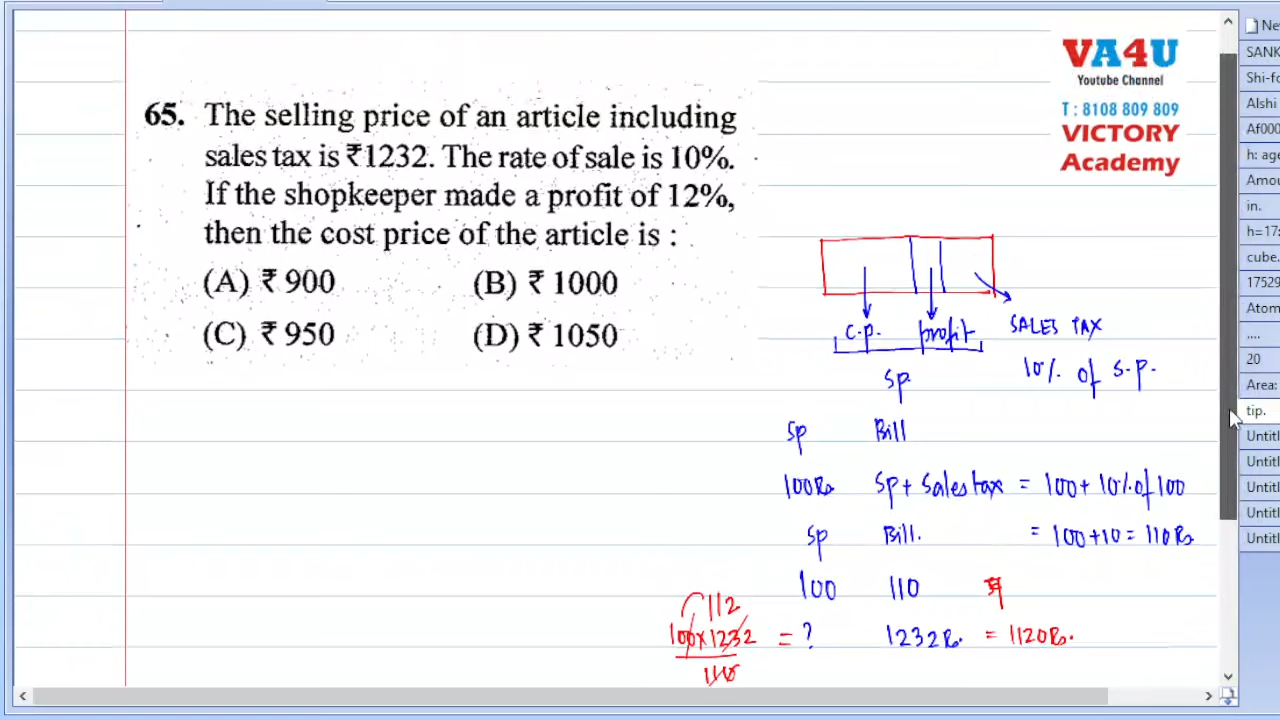 VA4U
Youtube Channel
T : 8108 809 809
VICTORY
Academy
65. The selling price of an article including
sales tax is ₹1232. The rate of sale is 10%.
If the shopkeeper made a profit of 12%,
then the cost price of the article is :
(A) ₹ 900 (B) ₹ 1000
(C) ₹ 950 (D) ₹ 1050
C.p. profit SALES TAX
Sp 10% of S.P.
Sp Bill
100Rs Sp + Sales tax = 100 + 10% of 100
Sp Bill. = 100+10 = 110Rs
100 110
112
100x1232 = ? 1232Rs. = 1120Rs.
110
New
SANK
Shi-fo
Alshi
Af000
h: age
Amou
in.
h=17:
cube.
17529
Atom
....
20
Area:
tip.
Untitl
Untitl
Untitl
Untitl
Untitl